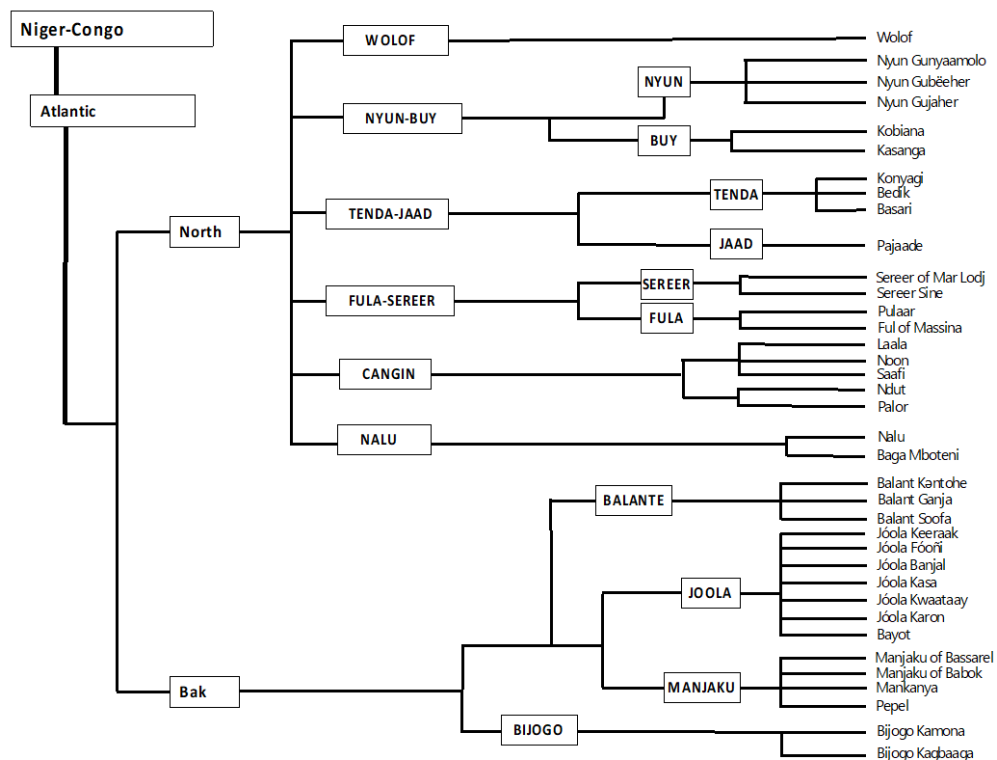 Niger-Congo
Atlantic
North
Bak
WOLOF
Wolof
NYUN-BUY
NYUN
Nyun Gunyaamolo
Nyun Gubëeher
Nyun Gujaher
BUY
Kobiana
Kasanga
TENDA-JAAD
TENDA
Konyagi
Bedik
Basari
JAAD
Pajaade
FULA-SEREER
SEREER
Sereer of Mar Lodj
Sereer Sine
FULA
Pulaar
Ful of Massina
CANGIN
Laala
Noon
Saafi
Ndut
Palor
NALU
Nalu
Baga Mboteni
BALANTE
Balant Kəntohe
Balant Ganja
Balant Soofa
JOOLA
Jóola Keeraak
Jóola Fóoñi
Jóola Banjal
Jóola Kasa
Jóola Kwaataay
Jóola Karon
Bayot
MANJAKU
Manjaku of Bassarel
Manjaku of Babok
Mankanya
Pepel
BIJOGO
Bijogo Kamona
Bijogo Kagbaaga